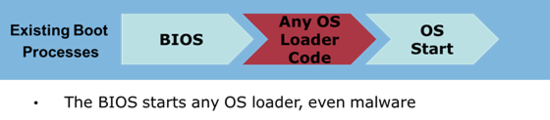 Existing Boot
Processes
BIOS
Any OS
Loader
Code
OS
Start
• The BIOS starts any OS loader, even malware